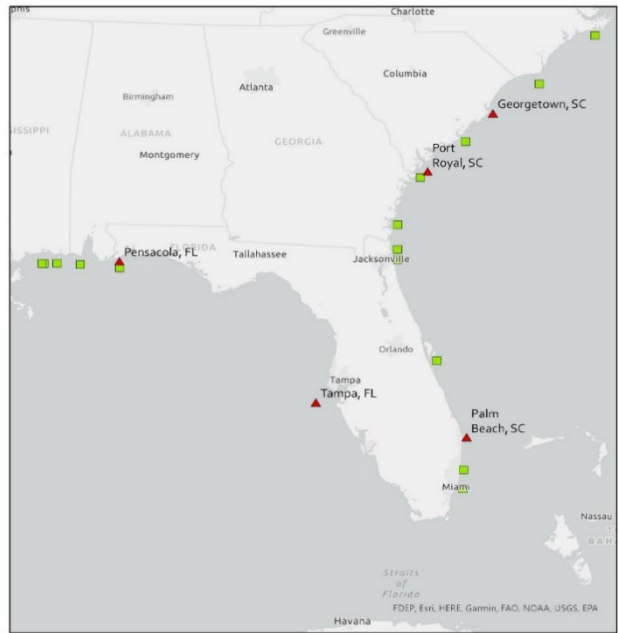 Charlotte
Greenville
Columbia
Atlanta
Georgetown, SC
Birmingham
ALABAMA
GEORGIA
Montgomery
Port
Royal, SC
Pensacola, FL
Tallahassee
Jacksonville
Orlando
Tampa
Tampa, FL
Palm
Beach, SC
Miami
Nassau
Straits
of
Florida
FDEP, Esri, HERE, Garmin, FAO, NOAA, USGS, EPA
Havana